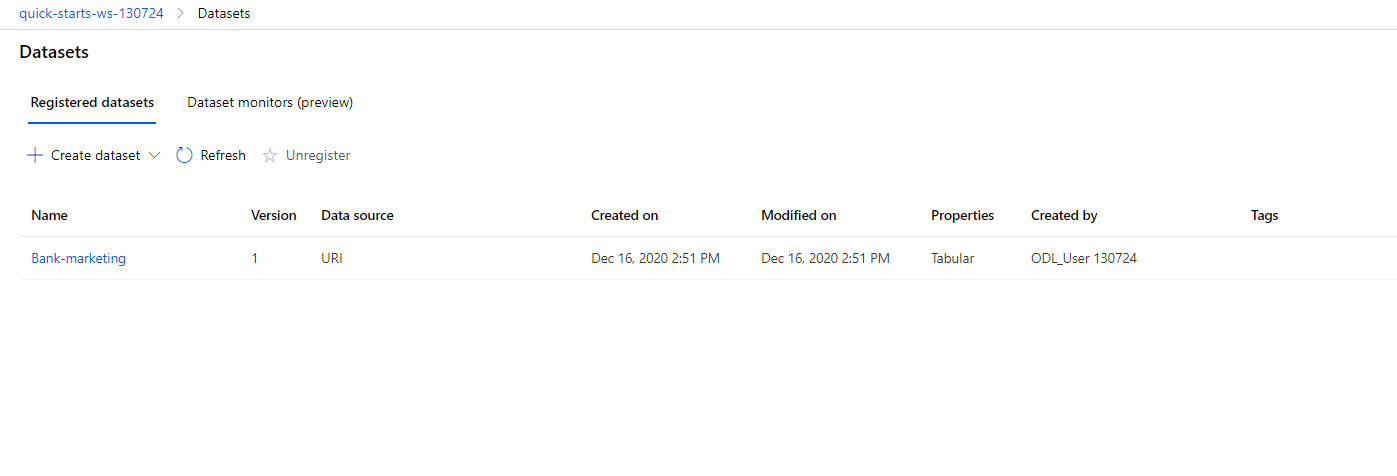 quick-starts-ws-130724 > Datasets
Datasets
Registered datasets Dataset monitors (preview)
Create dataset Refresh Unregister
Name Version Data source Created on Modified on Properties Created by Tags
Bank-marketing 1 URI Dec 16, 2020 2:51 PM Dec 16, 2020 2:51 PM Tabular ODL_User 130724